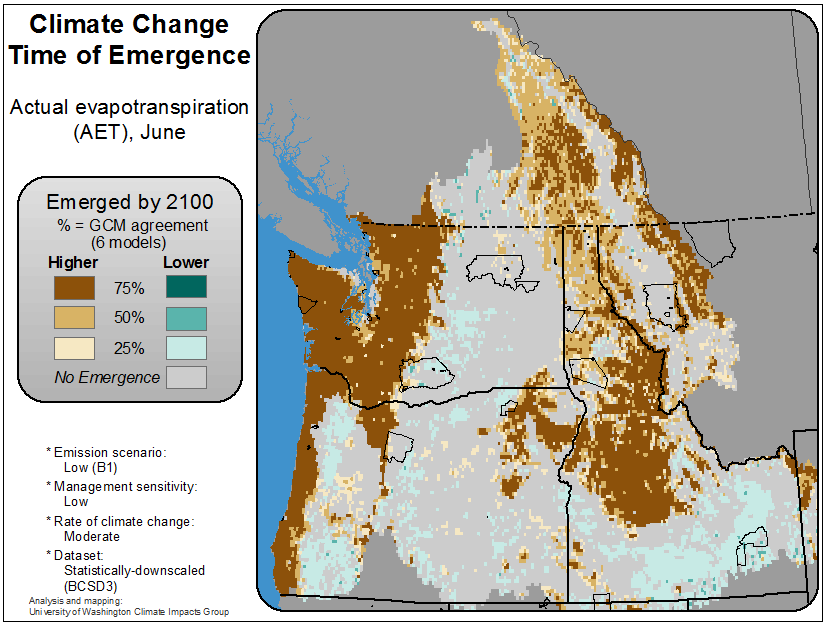 Climate Change
Time of Emergence
Actual evapotranspiration
(AET), June
Emerged by 2100
% = GCM agreement
(6 models)
Higher Lower
75%
50%
25%
No Emergence
* Emission scenario:
Low (B1)
* Management sensitivity:
Low
* Rate of climate change:
Moderate
* Dataset:
Statistically-downscaled
(BCSD3)
Analysis and mapping:
University of Washington Climate Impacts Group